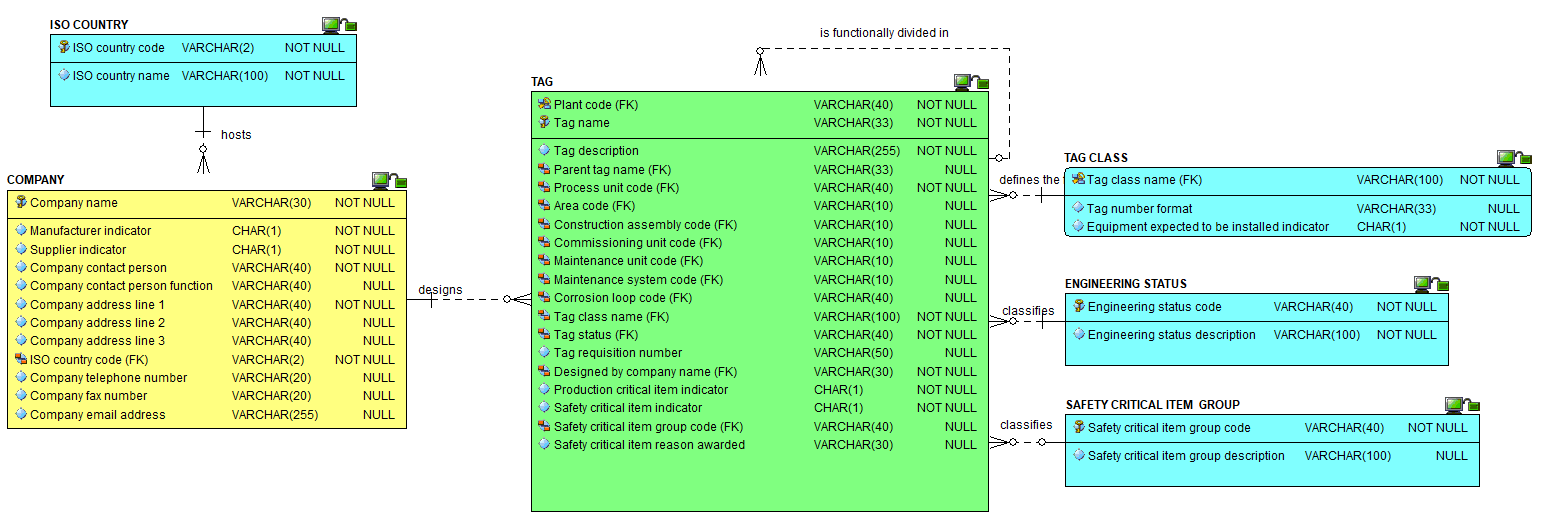 ISO COUNTRY
ISO country code VARCHAR(2) NOT NULL
ISO country name VARCHAR(100) NOT NULL
hosts
COMPANY
Company name VARCHAR(30) NOT NULL
Manufacturer indicator CHAR(1) NOT NULL
Supplier indicator CHAR(1) NOT NULL
Company contact person VARCHAR(40) NOT NULL
Company contact person function VARCHAR(40) NULL
Company address line 1 VARCHAR(40) NOT NULL
Company address line 2 VARCHAR(40) NULL
Company address line 3 VARCHAR(40) NULL
ISO country code (FK) VARCHAR(2) NOT NULL
Company telephone number VARCHAR(20) NULL
Company fax number VARCHAR(20) NULL
Company email address VARCHAR(255) NULL
designs
is functionally divided in
TAG
Plant code (FK) VARCHAR(40) NOT NULL
Tag name VARCHAR(33) NOT NULL
Tag description VARCHAR(255) NOT NULL
Parent tag name (FK) VARCHAR(33) NULL
Process unit code (FK) VARCHAR(40) NOT NULL
Area code (FK) VARCHAR(10) NULL
Construction assembly code (FK) VARCHAR(10) NULL
Commissioning unit code (FK) VARCHAR(10) NULL
Maintenance unit code (FK) VARCHAR(10) NULL
Maintenance system code (FK) VARCHAR(10) NULL
Corrosion loop code (FK) VARCHAR(40) NULL
Tag class name (FK) VARCHAR(100) NOT NULL
Tag status (FK) VARCHAR(40) NOT NULL
Tag requisition number VARCHAR(50) NULL
Designed by company name (FK) VARCHAR(30) NOT NULL
Production critical item indicator CHAR(1) NOT NULL
Safety critical item indicator CHAR(1) NOT NULL
Safety critical item group code (FK) VARCHAR(40) NULL
Safety critical item reason awarded VARCHAR(30) NULL
defines the
TAG CLASS
Tag class name (FK) VARCHAR(100) NOT NULL
Tag number format VARCHAR(33) NULL
Equipment expected to be installed indicator CHAR(1) NOT NULL
classifies
ENGINEERING STATUS
Engineering status code VARCHAR(40) NOT NULL
Engineering status description VARCHAR(100) NOT NULL
classifies
SAFETY CRITICAL ITEM GROUP
Safety critical item group code VARCHAR(40) NOT NULL
Safety critical item group description VARCHAR(100) NULL